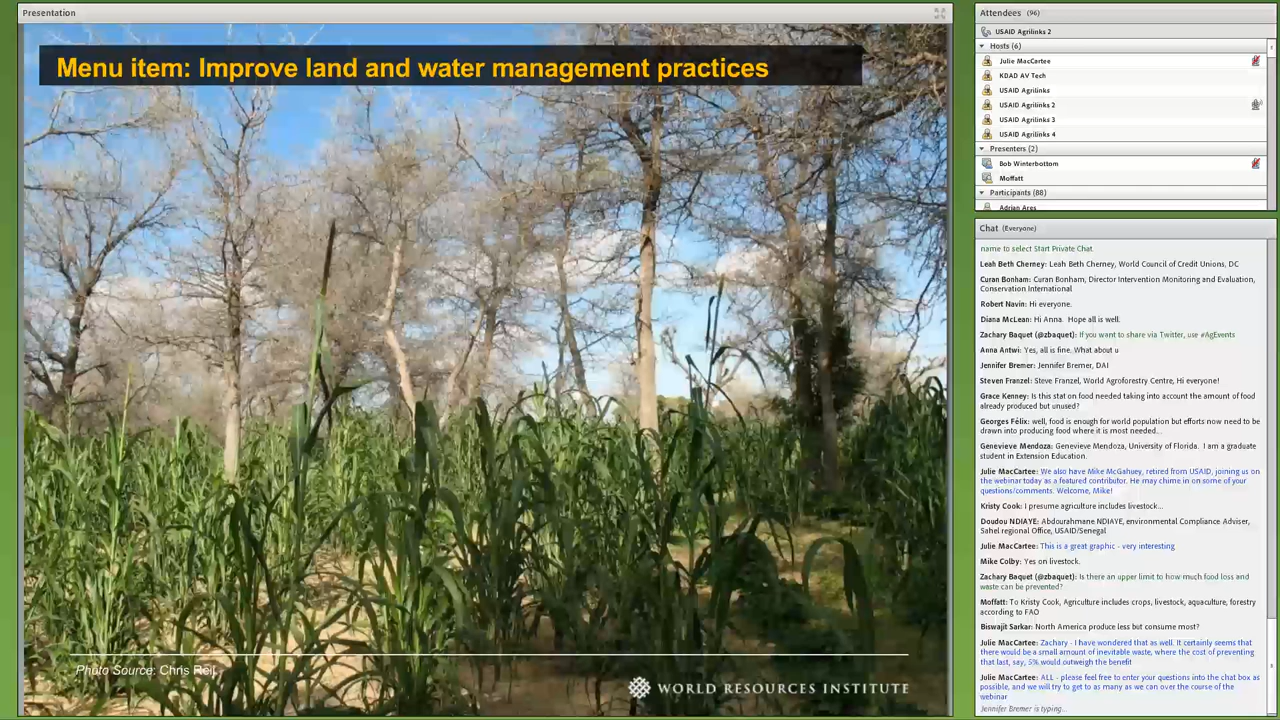 Presentation
Menu item: Improve land and water management practices
Photo Source: Chris Reij
WORLD RESOURCES INSTITUTE
Attendees (96)
USAID Agrilinks 2
Hosts (6)
Julie MacCartee
KDAD AV Tech
USAID Agrilinks
USAID Agrilinks 2
USAID Agrilinks 3
USAID Agrilinks 4
Presenters (2)
Bob Winterbottom
Moffatt
Participants (88)
Adrian Ares
Chat (Everyone)
name to select Start Private Chat.
Leah Beth Cherney: Leah Beth Cherney, World Council of Credit Unions, DC
Curan Bonham: Curan Bonham, Director Intervention Monitoring and Evaluation,
Conservation International
Robert Navin: Hi everyone.
Diana McLean: Hi Anna. Hope all is well.
Zachary Baquet (@zbaquet): If you want to share via Twitter, use #AgEvents
Anna Antwi: Yes, all is fine. What about u
Jennifer Bremer: Jennifer Bremer, DAI
Steven Franzel: Steve Franzel, World Agroforestry Centre, Hi everyone!
Grace Kenney: Is this stat on food needed taking into account the amount of food
already produced but unused?
Georges Félix: well, food is enough for world population but efforts now need to be
drawn into producing food where it is most needed...
Genevieve Mendoza: Genevieve Mendoza, University of Florida. I am a graduate
student in Extension Education.
Julie MacCartee: We also have Mike McGahuey, retired from USAID, joining us on
the webinar today as a featured contributor. He may chime in on some of your
questions/comments. Welcome, Mike!
Kristy Cook: I presume agriculture includes livestock...
Doudou NDIAYE: Abdourahmane NDIAYE, environmental Compliance Adviser,
Sahel regional Office, USAID/Senegal
Julie MacCartee: This is a great graphic - very interesting
Mike Colby: Yes on livestock.
Zachary Baquet (@zbaquet): Is there an upper limit to how much food loss and
waste can be prevented?
Moffatt: To Kristy Cook, Agriculture includes crops, livestock, aquaculture, forestry
according to FAO
Biswajit Sarkar: North America produce less but consume most?
Julie MacCartee: Zachary - I have wondered that as well. It certainly seems that
there would be a small amount of inevitable waste, where the cost of preventing
that last, say, 5% would outweigh the benefit
Julie MacCartee: ALL - please feel free to enter your questions into the chat box as
possible, and we will try to get to as many as we can over the course of the
webinar
Jennifer Bremer is typing...